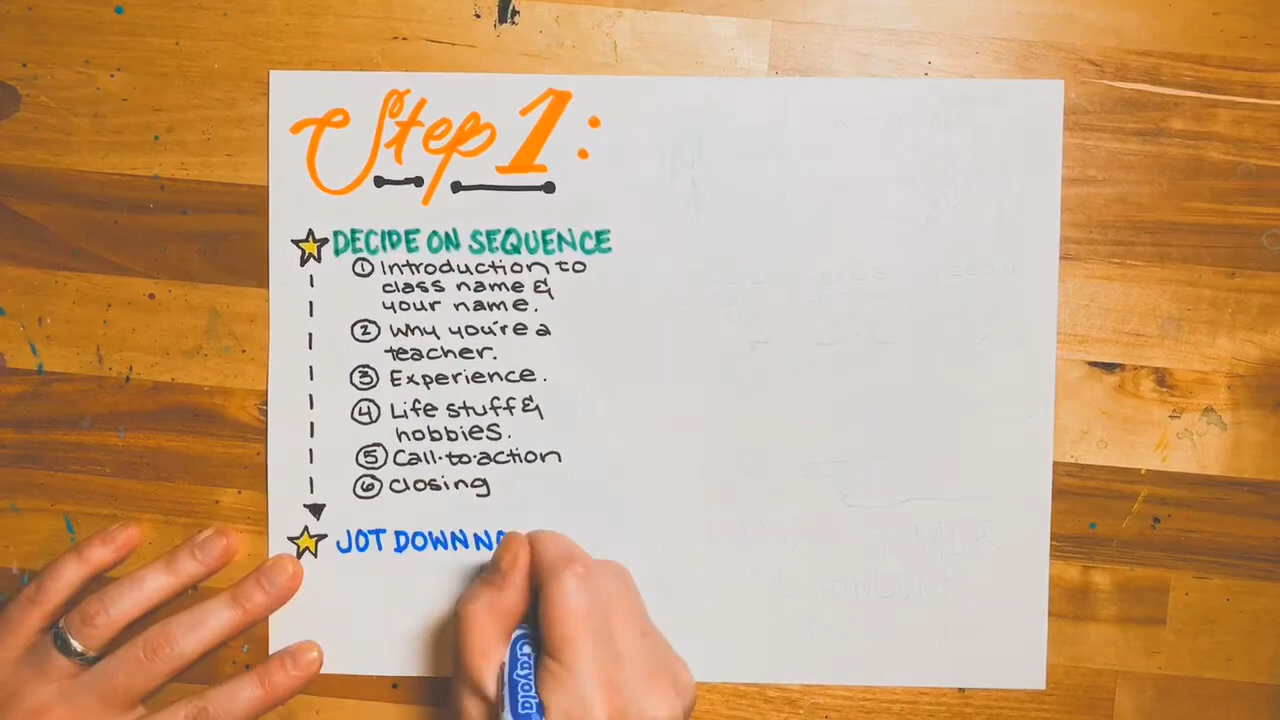 Step 1:
DECIDE ON SEQUENCE
① Introduction to
class name &
your name.
② Why you're a
teacher.
③ Experience.
④ Life stuff &
hobbies.
⑤ Call-to-action
⑥ Closing
JOT DOWN NO
Crayola